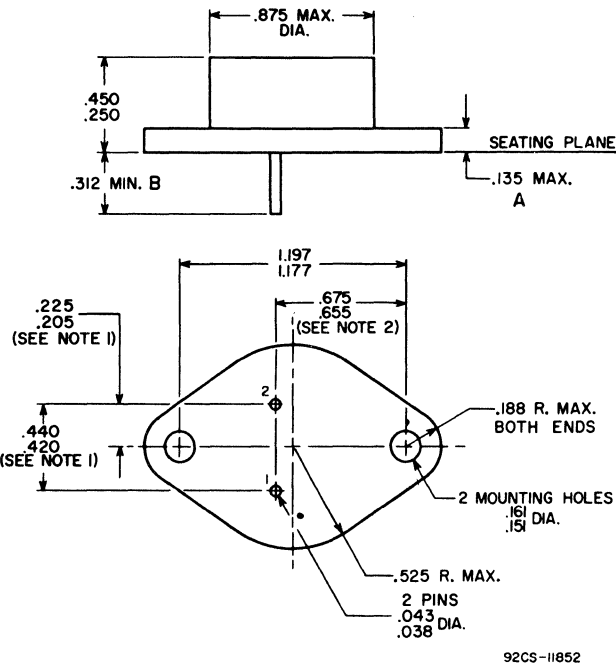 .875 MAX.
DIA.
.450
.250
SEATING PLANE
.312 MIN. B
.135 MAX.
A
1.197
1.177
.225
.205
(SEE NOTE 1)
.675
.655
(SEE NOTE 2)
2
.188 R. MAX.
BOTH ENDS
.440
.420
(SEE NOTE 1)
1
2 MOUNTING HOLES
.161
.151 DIA.
.525 R. MAX.
2 PINS
.043
.038 DIA.
92CS-11852